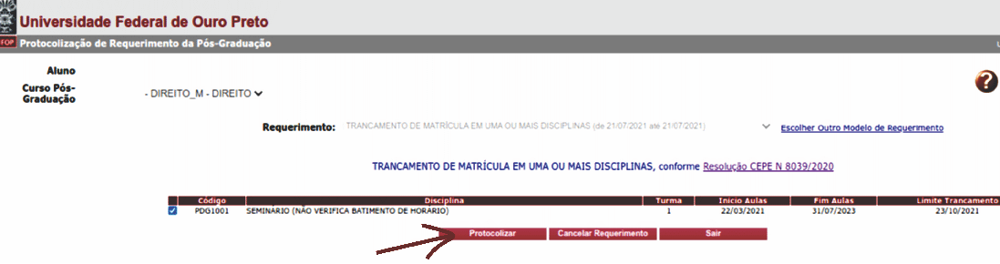 Universidade Federal de Ouro Preto
UFOP Protocolização de Requerimento da Pós-Graduação
Aluno
Curso Pós-Graduação - DIREITO_M - DIREITO
Requerimento: TRANCAMENTO DE MATRÍCULA EM UMA OU MAIS DISCIPLINAS (de 21/07/2021 até 21/07/2021) Escolher Outro Modelo de Requerimento
TRANCAMENTO DE MATRÍCULA EM UMA OU MAIS DISCIPLINAS, conforme Resolução CEPE N 8039/2020
Código Disciplina Turma Início Aulas Fim Aulas Limite Trancamento
PDG1001 SEMINÁRIO (NÃO VERIFICA BATIMENTO DE HORÁRIO) 1 22/03/2021 31/07/2023 23/10/2021
Protocolizar Cancelar Requerimento Sair